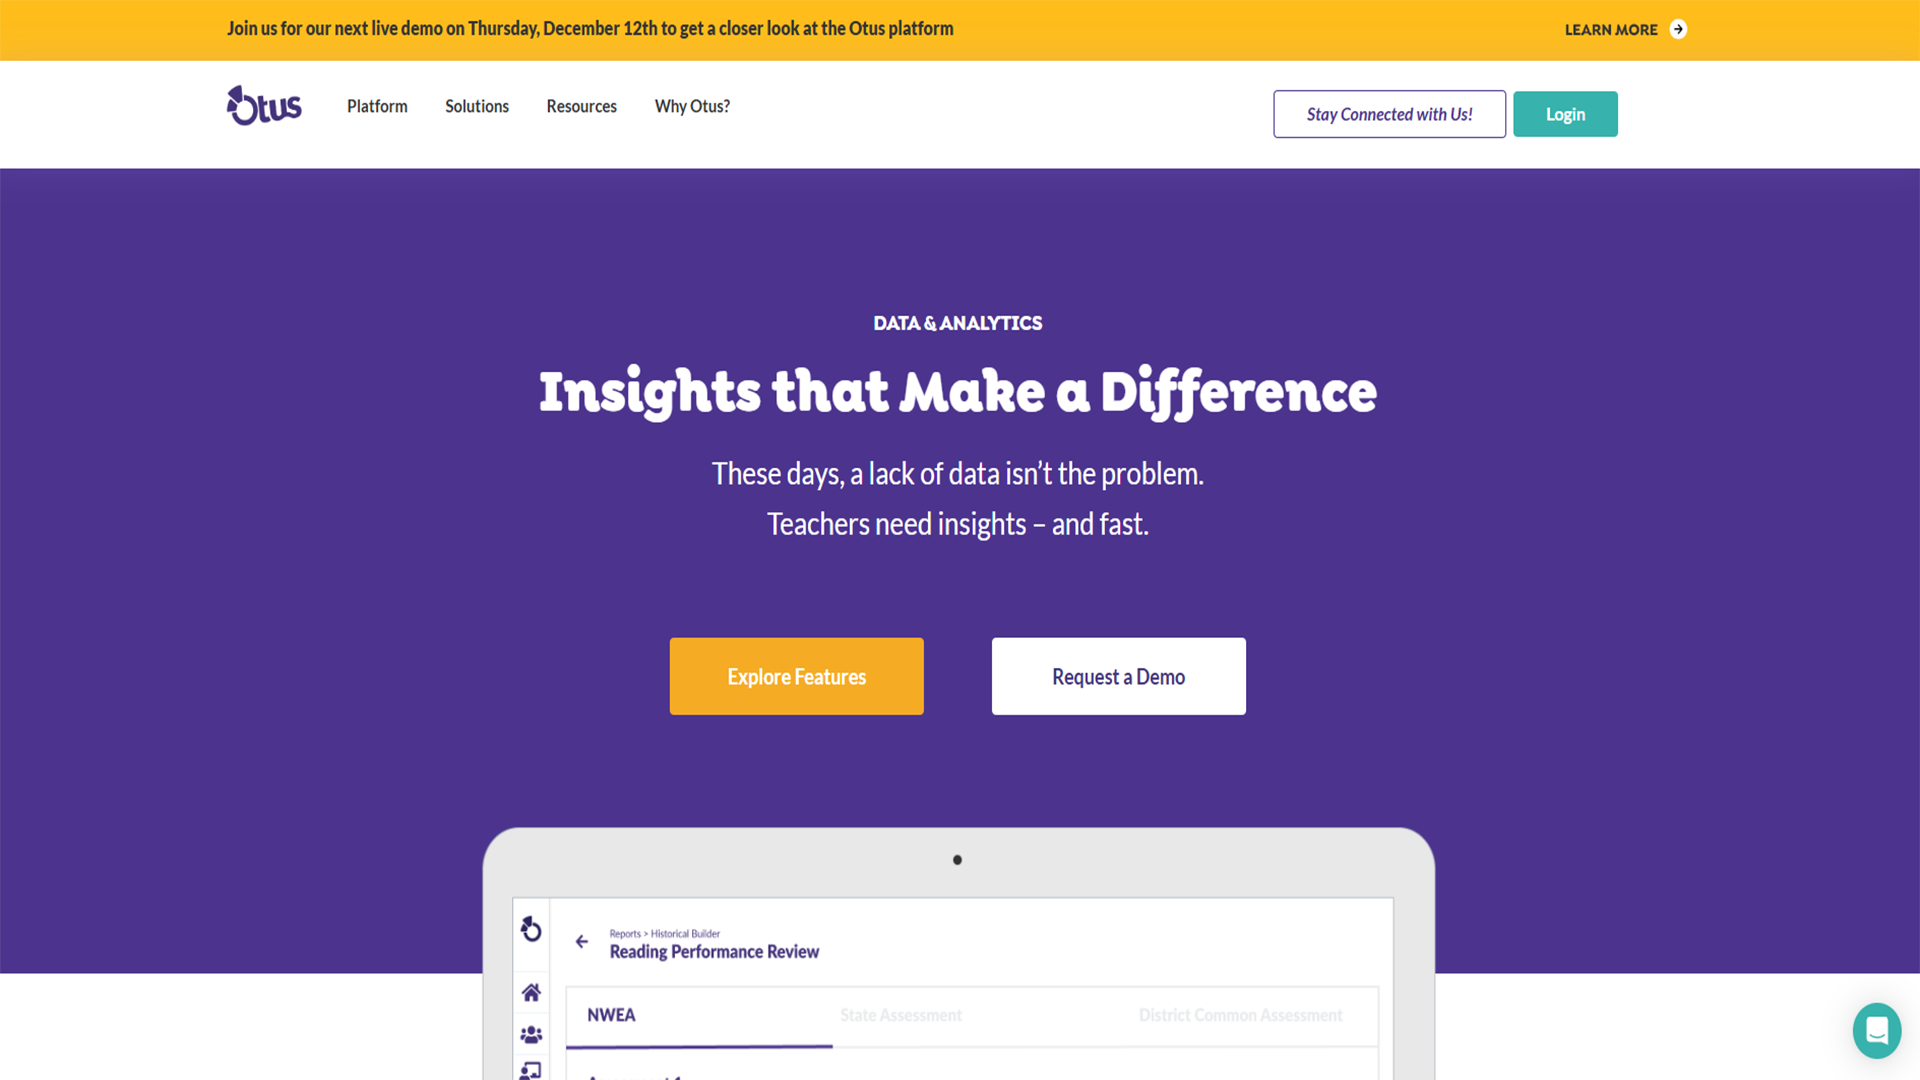 Join us for our next live demo on Thursday, December 12th to get a closer look at the Otus platform
LEARN MORE
Otus
Platform
Solutions
Resources
Why Otus?
Stay Connected with Us!
Login
DATA & ANALYTICS
Insights that Make a Difference
These days, a lack of data isn’t the problem.
Teachers need insights – and fast.
Explore Features
Request a Demo
Reports > Historical Builder
Reading Performance Review
NWEA
State Assessment
District Common Assessment